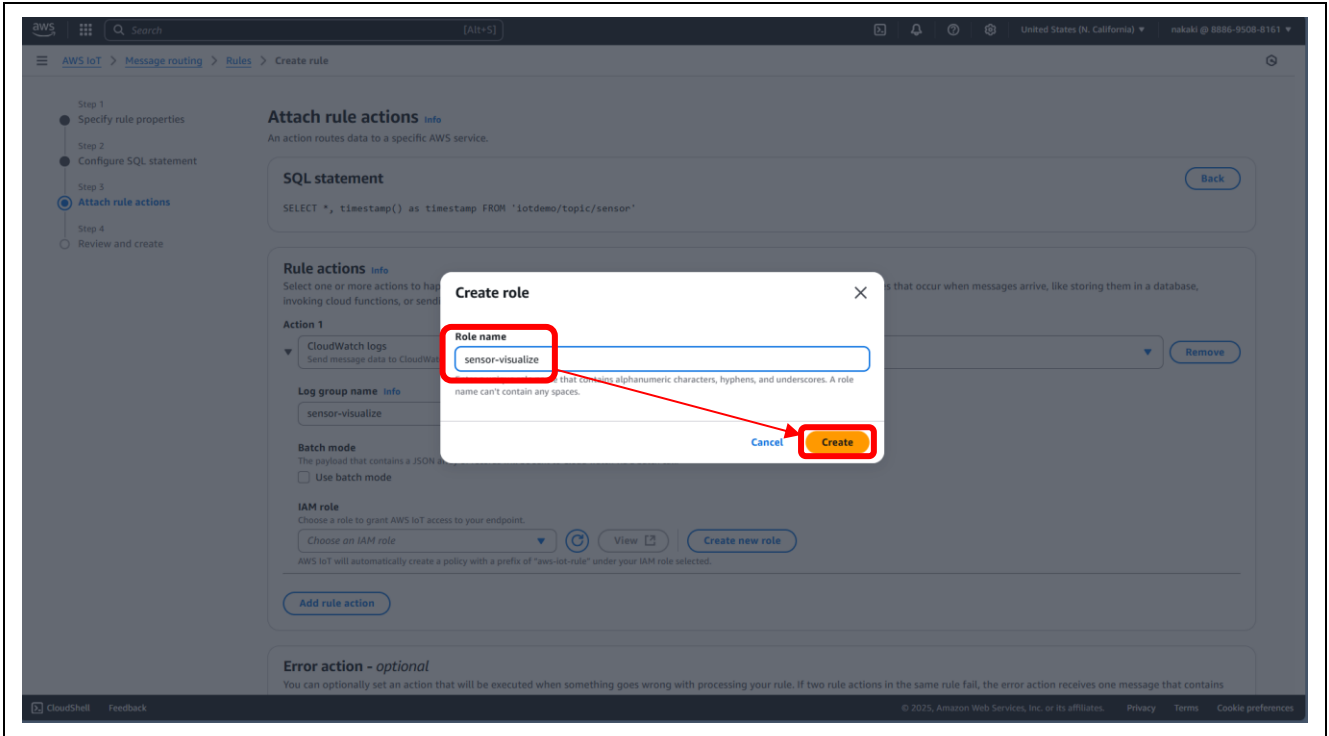 aws
Search
[Alt+S]
United States (N. California)
nakaki @ 8886-9508-8161
AWS IoT > Message routing > Rules > Create rule
Step 1
Specify rule properties
Step 2
Configure SQL statement
Step 3
Attach rule actions
Step 4
Review and create
Attach rule actions Info
An action routes data to a specific AWS service.
SQL statement
Back
SELECT *, timestamp() as timestamp FROM 'iotdemo/topic/sensor'
Rule actions Info
Select one or more actions to hap
s that occur when messages arrive, like storing them in a database,
invoking cloud functions, or sendi
Action 1
CloudWatch logs
Send message data to CloudWat
Remove
Log group name Info
sensor-visualize
Batch mode
The payload that contains a JSON
Use batch mode
IAM role
Choose a role to grant AWS IoT access to your endpoint.
Choose an IAM role
View
Create new role
AWS IoT will automatically create a policy with a prefix of "aws-iot-rule" under your IAM role selected.
Add rule action
Error action - optional
You can optionally set an action that will be executed when something goes wrong with processing your rule. If two rule actions in the same rule fail, the error action receives one message that contains
Create role
Role name
sensor-visualize
that contains alphanumeric characters, hyphens, and underscores. A role
name can't contain any spaces.
Cancel
Create
CloudShell
Feedback
© 2025, Amazon Web Services, Inc. or its affiliates.
Privacy
Terms
Cookie preferences